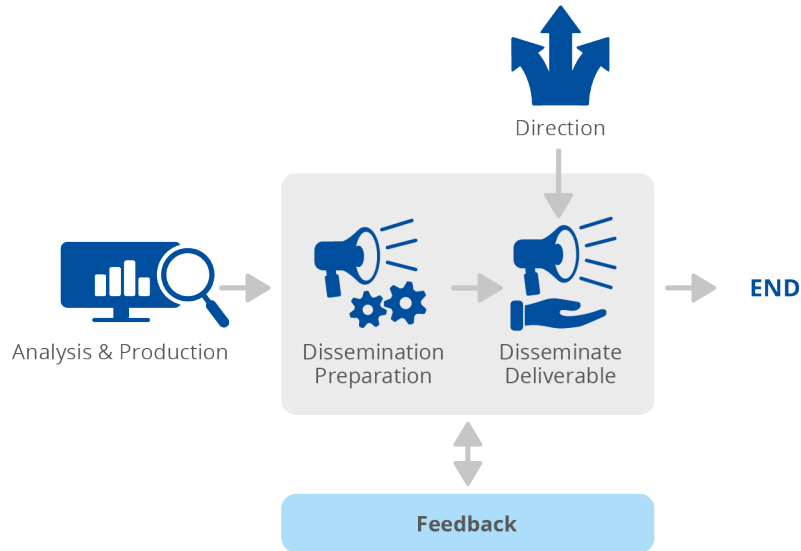 Direction
Analysis & Production
Dissemination
Preparation
Disseminate
Deliverable
END
Feedback